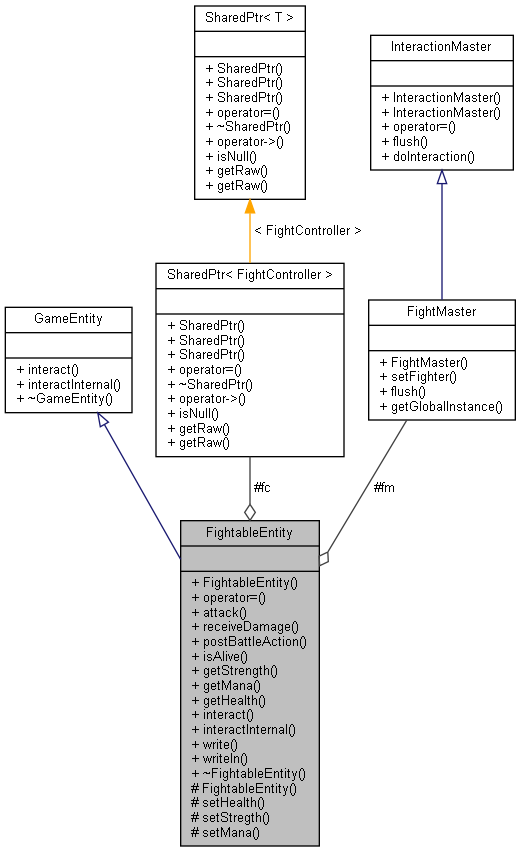 SharedPtr< T >
+ SharedPtr()
+ SharedPtr()
+ SharedPtr()
+ operator=()
+ ~SharedPtr()
+ operator->()
+ isNull()
+ getRaw()
+ getRaw()
InteractionMaster
+ InteractionMaster()
+ InteractionMaster()
+ operator=()
+ flush()
+ doInteraction()
< FightController >
SharedPtr< FightController >
+ SharedPtr()
+ SharedPtr()
+ SharedPtr()
+ operator=()
+ ~SharedPtr()
+ operator->()
+ isNull()
+ getRaw()
+ getRaw()
GameEntity
+ interact()
+ interactInternal()
+ ~GameEntity()
FightMaster
+ FightMaster()
+ setFighter()
+ flush()
+ getGlobalInstance()
#fc
#fm
FightableEntity
+ FightableEntity()
+ operator=()
+ attack()
+ receiveDamage()
+ postBattleAction()
+ isAlive()
+ getStrength()
+ getMana()
+ getHealth()
+ interact()
+ interactInternal()
+ write()
+ writeln()
+ ~FightableEntity()
# FightableEntity()
# setHealth()
# setStregth()
# setMana()